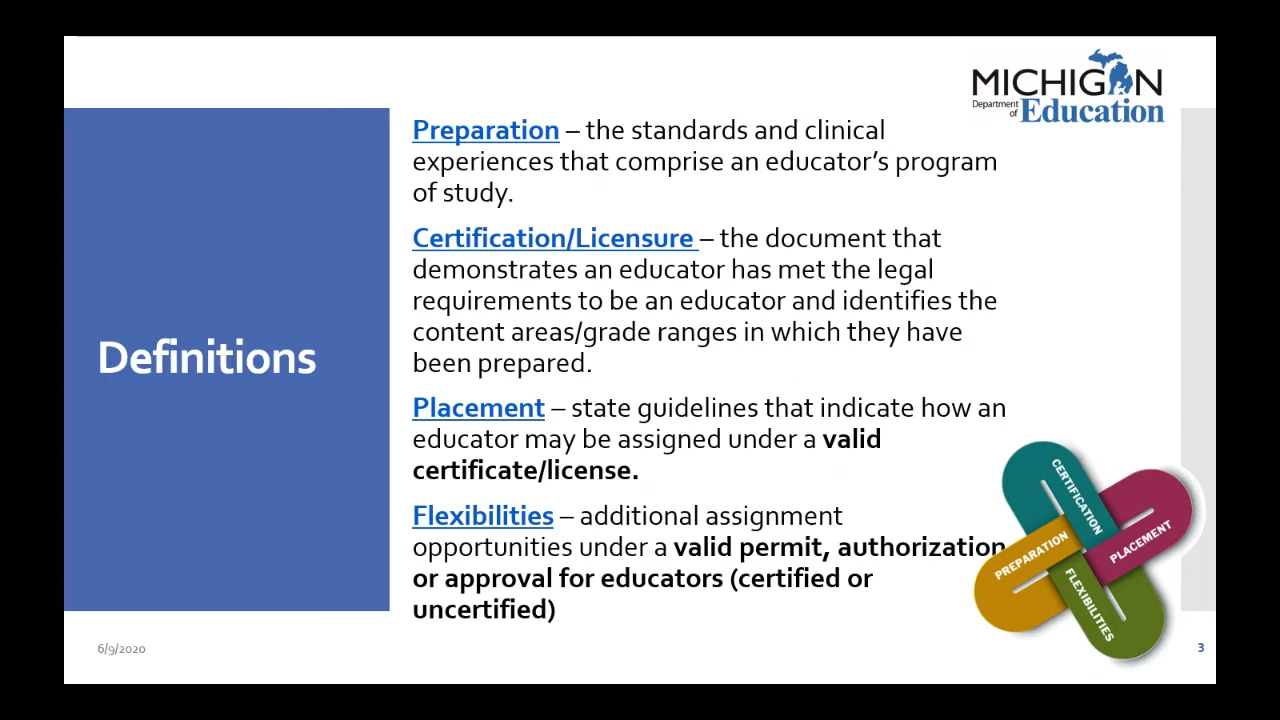 MICHIGAN
Department of Education
Definitions
Preparation – the standards and clinical
experiences that comprise an educator’s program
of study.
Certification/Licensure – the document that
demonstrates an educator has met the legal
requirements to be an educator and identifies the
content areas/grade ranges in which they have
been prepared.
Placement – state guidelines that indicate how an
educator may be assigned under a valid
certificate/license.
Flexibilities – additional assignment
opportunities under a valid permit, authorization
or approval for educators (certified or
uncertified)
CERTIFICATION
PLACEMENT
PREPARATION
FLEXIBILITIES
6/9/2020
3